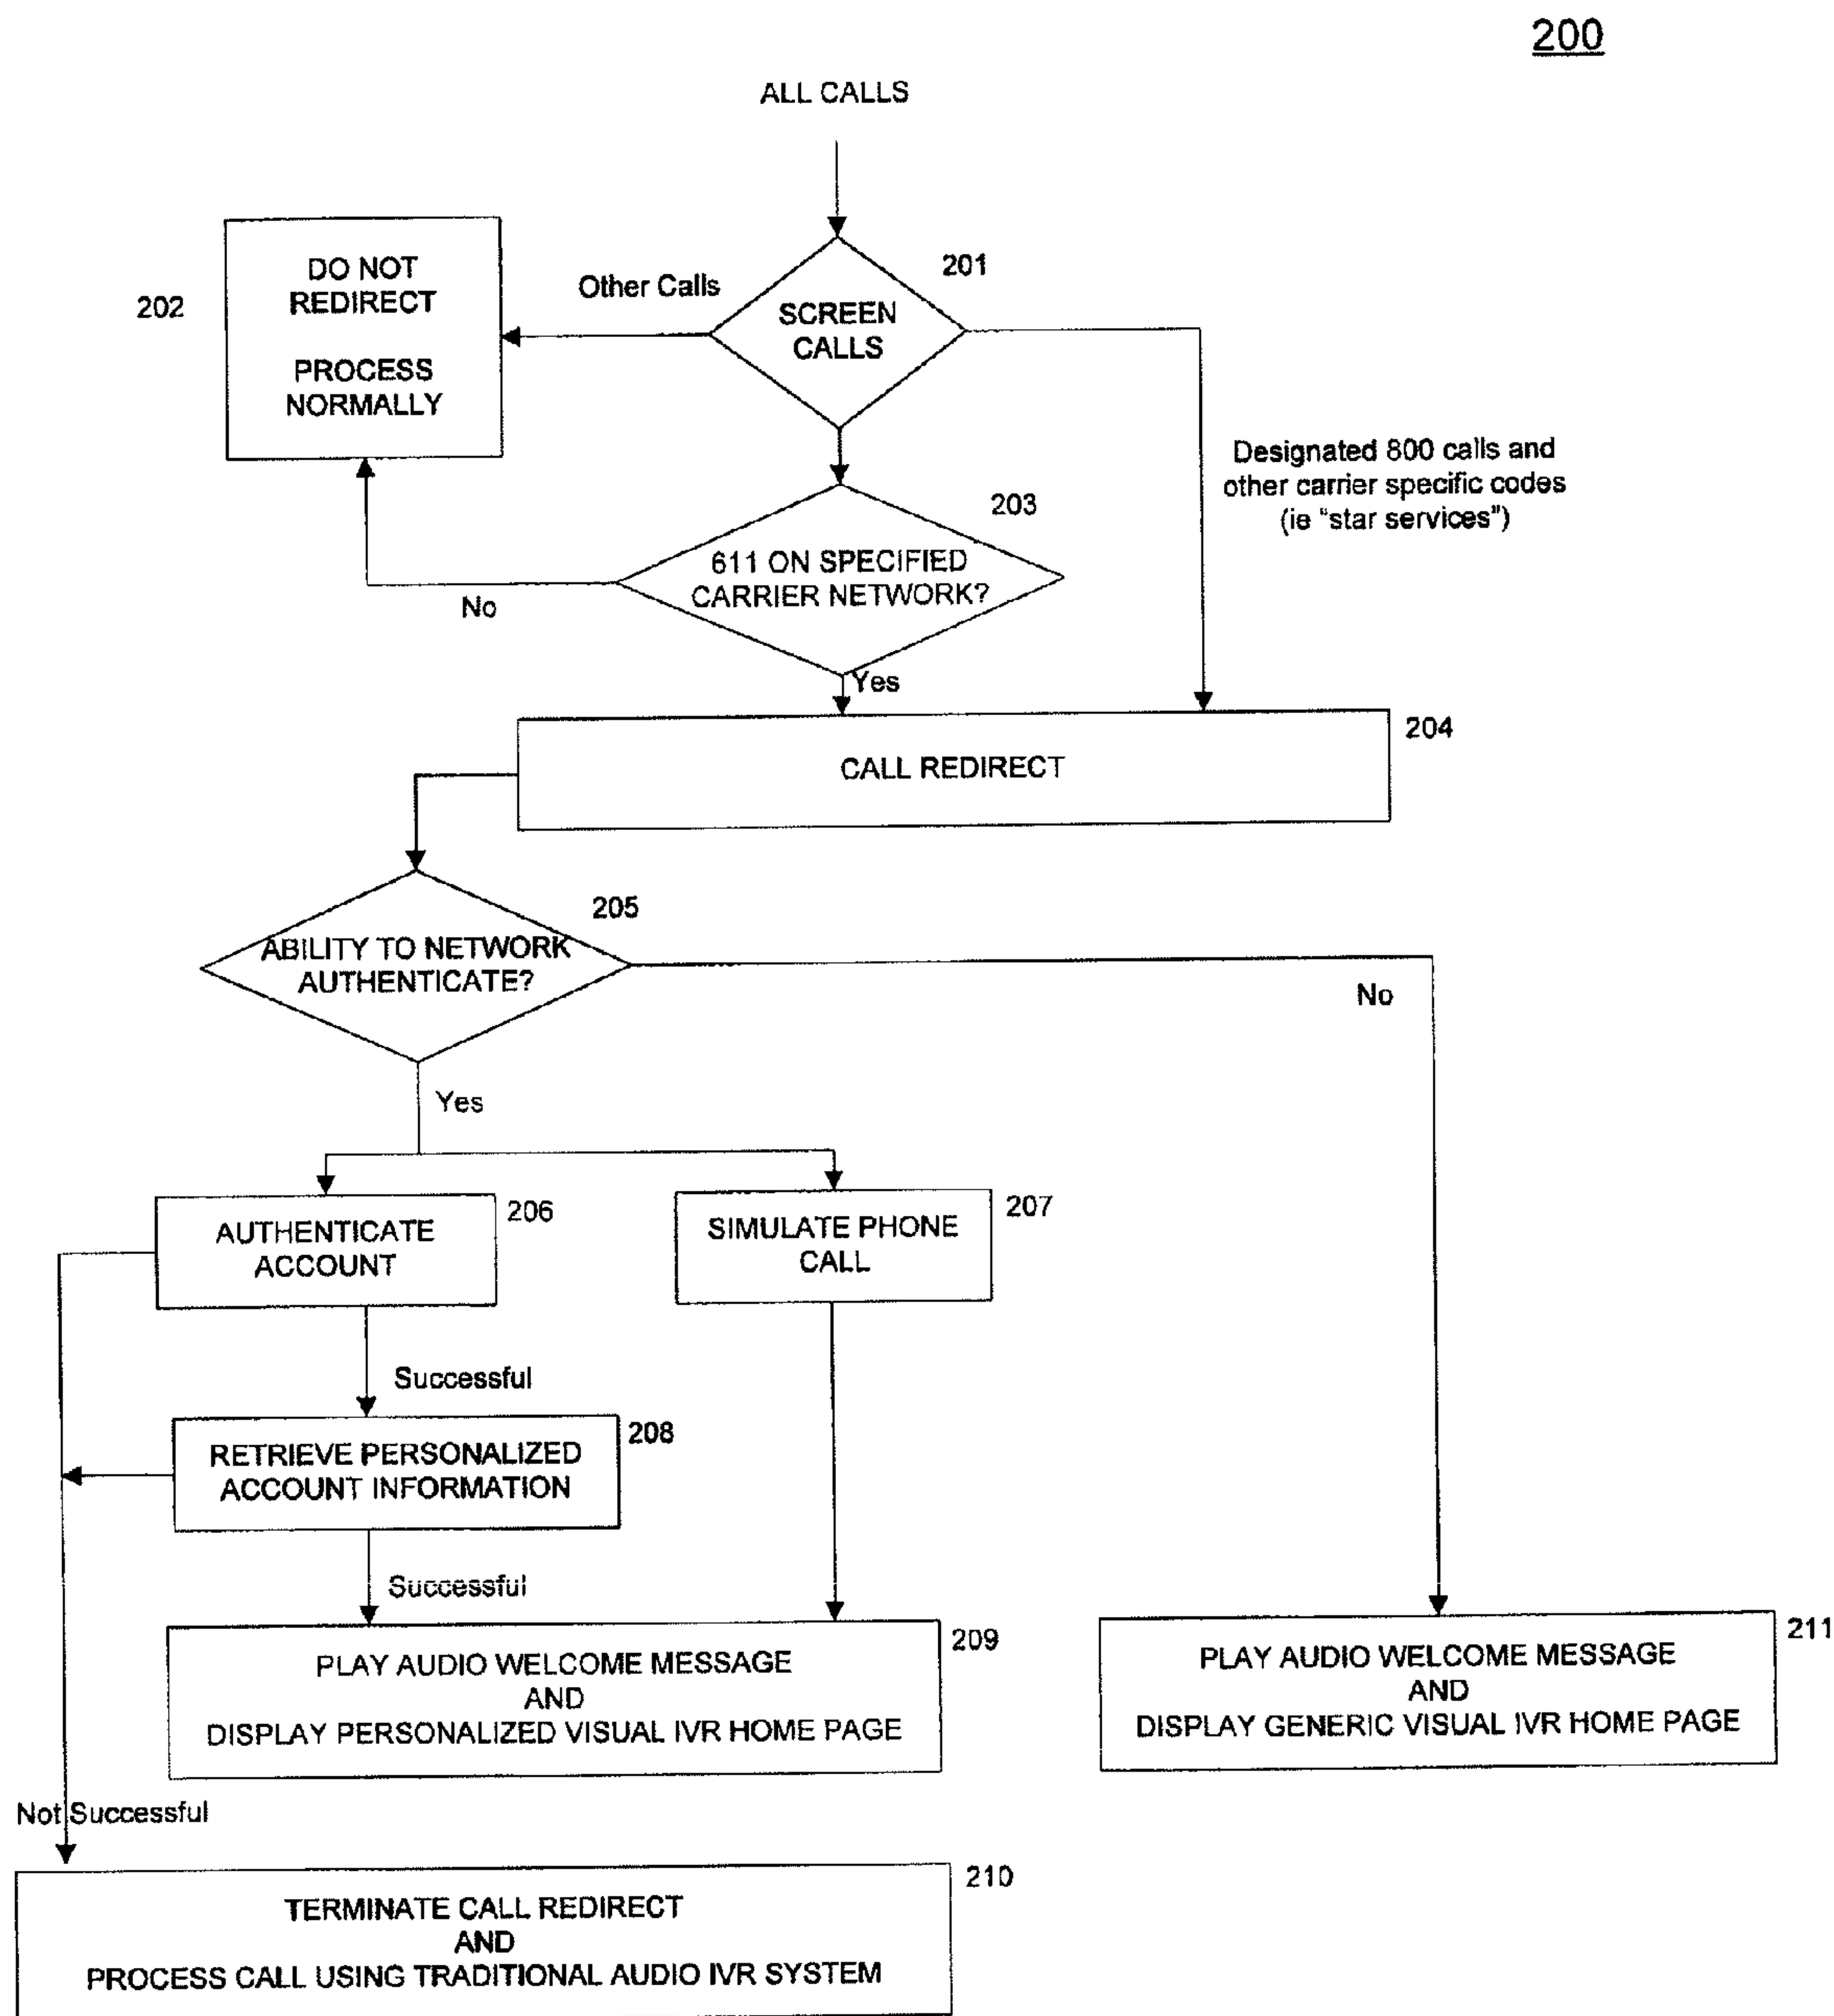 200
ALL CALLS
201
SCREEN
CALLS
Other Calls
202
DO NOT
REDIRECT
PROCESS
NORMALLY
Designated 800 calls and
other carrier specific codes
(ie "star services")
203
611 ON SPECIFIED
CARRIER NETWORK?
No
Yes
204
CALL REDIRECT
205
ABILITY TO NETWORK
AUTHENTICATE?
No
Yes
206
AUTHENTICATE
ACCOUNT
207
SIMULATE PHONE
CALL
Successful
208
RETRIEVE PERSONALIZED
ACCOUNT INFORMATION
Successful
209
PLAY AUDIO WELCOME MESSAGE
AND
DISPLAY PERSONALIZED VISUAL IVR HOME PAGE
211
PLAY AUDIO WELCOME MESSAGE
AND
DISPLAY GENERIC VISUAL IVR HOME PAGE
Not Successful
210
TERMINATE CALL REDIRECT
AND
PROCESS CALL USING TRADITIONAL AUDIO IVR SYSTEM